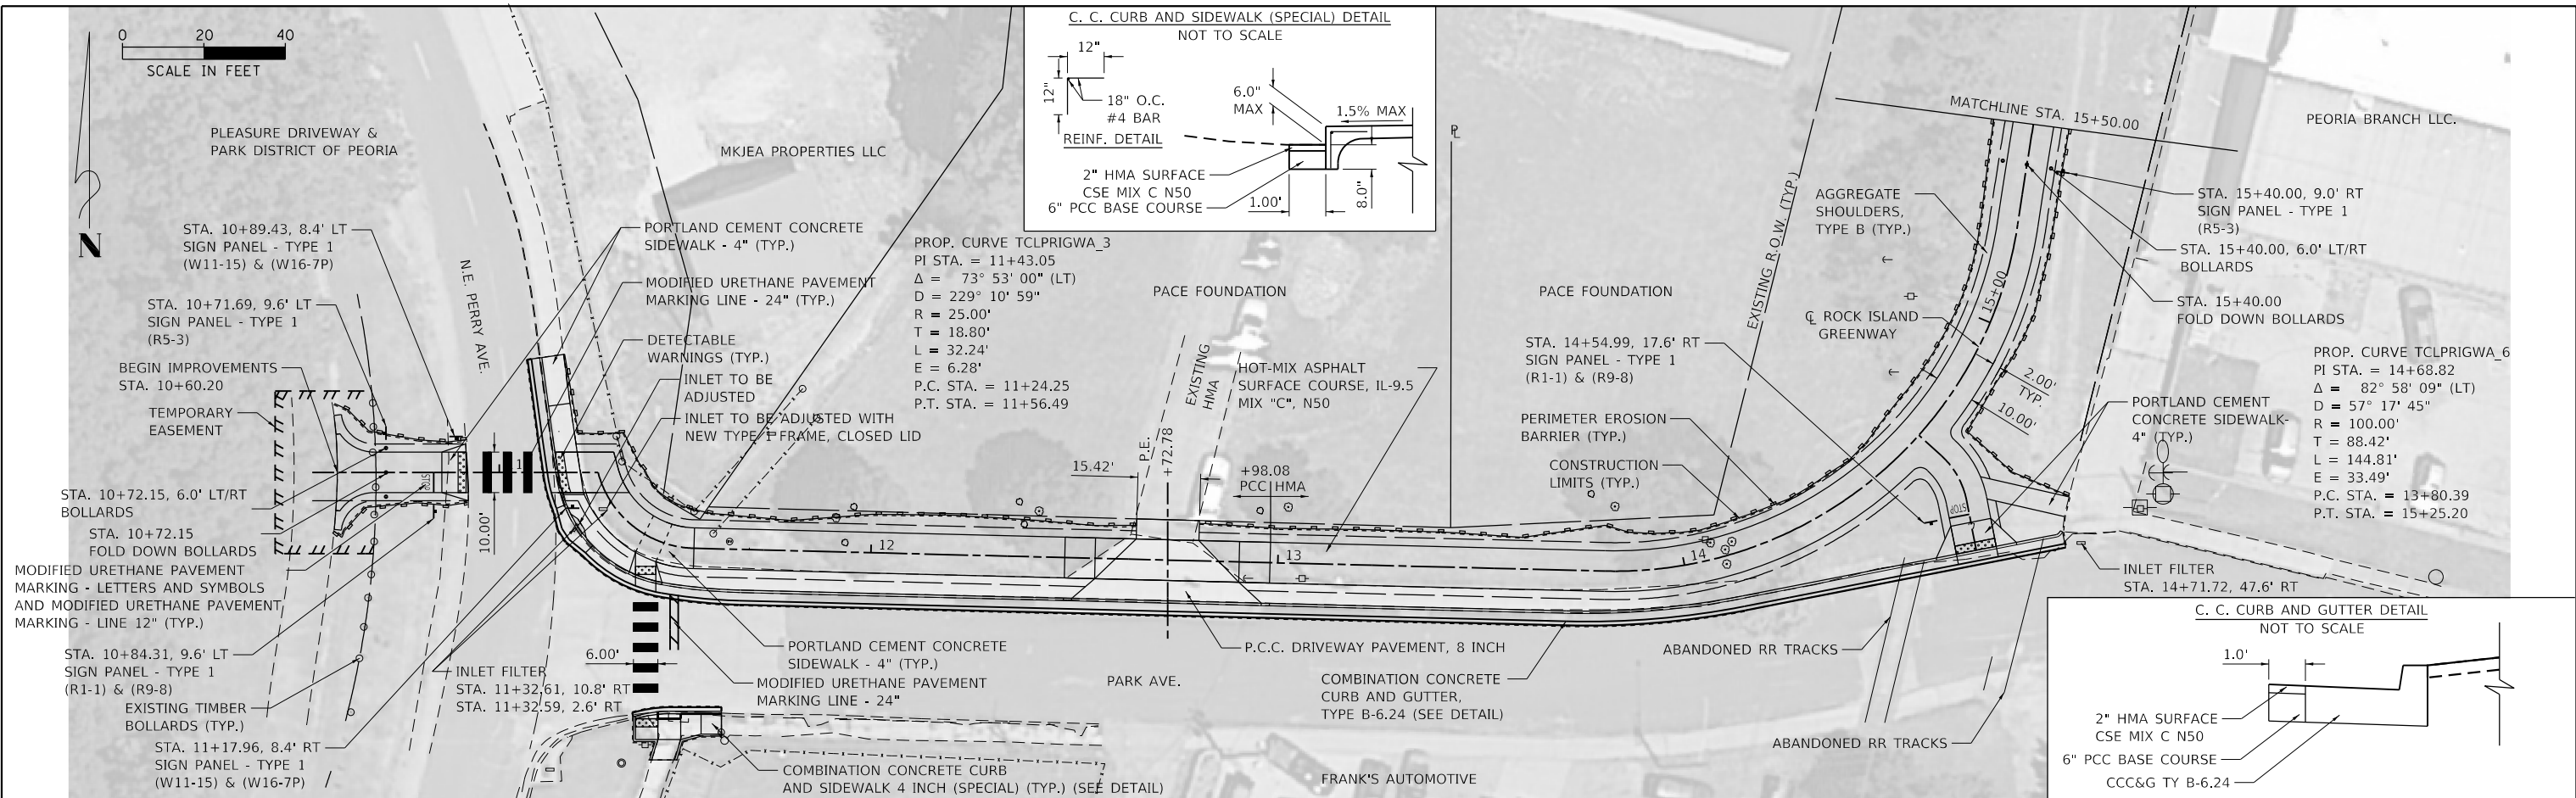 0 20 40
SCALE IN FEET
N
PLEASURE DRIVEWAY &
PARK DISTRICT OF PEORIA
STA. 10+89.43, 8.4' LT
SIGN PANEL - TYPE 1
(W11-15) & (W16-7P)
STA. 10+71.69, 9.6' LT
SIGN PANEL - TYPE 1
(R5-3)
BEGIN IMPROVEMENTS
STA. 10+60.20
TEMPORARY
EASEMENT
STA. 10+72.15, 6.0' LT/RT
BOLLARDS
STA. 10+72.15
FOLD DOWN BOLLARDS
MODIFIED URETHANE PAVEMENT
MARKING - LETTERS AND SYMBOLS
AND MODIFIED URETHANE PAVEMENT
MARKING - LINE 12" (TYP.)
STA. 10+84.31, 9.6' LT
SIGN PANEL - TYPE 1
(R1-1) & (R9-8)
EXISTING TIMBER
BOLLARDS (TYP.)
STA. 11+17.96, 8.4' RT
SIGN PANEL - TYPE 1
(W11-15) & (W16-7P)
N.E. PERRY AVE.
STOP
10.00'
INLET FILTER
STA. 11+32.61, 10.8' RT
STA. 11+32.59, 2.6' RT
6.00'
MKJEA PROPERTIES LLC
PORTLAND CEMENT CONCRETE
SIDEWALK - 4" (TYP.)
MODIFIED URETHANE PAVEMENT
MARKING LINE - 24" (TYP.)
DETECTABLE
WARNINGS (TYP.)
INLET TO BE
ADJUSTED
INLET TO BE ADJUSTED WITH
NEW TYPE 1 FRAME, CLOSED LID
PROP. CURVE TCLPRIGWA_3
PI STA. = 11+43.05
Δ = 73° 53' 00" (LT)
D = 229° 10' 59"
R = 25.00'
T = 18.80'
L = 32.24'
E = 6.28'
P.C. STA. = 11+24.25
P.T. STA. = 11+56.49
C. C. CURB AND SIDEWALK (SPECIAL) DETAIL
NOT TO SCALE
12"
12"
18" O.C.
#4 BAR
REINF. DETAIL
6.0"
MAX
1.5% MAX
2" HMA SURFACE
CSE MIX C N50
6" PCC BASE COURSE
1.00'
8.0"
PL
PACE FOUNDATION
PACE FOUNDATION
EXISTING
HMA
P.E.
15.42'
+72.78
+98.08
PCC HMA
HOT-MIX ASPHALT
SURFACE COURSE, IL-9.5
MIX "C", N50
12
13
14
15+00
EXISTING R.O.W. (TYP.)
STA. 14+54.99, 17.6' RT
SIGN PANEL - TYPE 1
(R1-1) & (R9-8)
PERIMETER EROSION
BARRIER (TYP.)
CONSTRUCTION
LIMITS (TYP.)
AGGREGATE
SHOULDERS,
TYPE B (TYP.)
CL ROCK ISLAND
GREENWAY
MATCHLINE STA. 15+50.00
PEORIA BRANCH LLC.
STA. 15+40.00, 9.0' RT
SIGN PANEL - TYPE 1
(R5-3)
STA. 15+40.00, 6.0' LT/RT
BOLLARDS
STA. 15+40.00
FOLD DOWN BOLLARDS
2.00'
TYP.
10.00'
PORTLAND CEMENT
CONCRETE SIDEWALK-
4" (TYP.)
PROP. CURVE TCLPRIGWA_6
PI STA. = 14+68.82
Δ = 82° 58' 09" (LT)
D = 57° 17' 45"
R = 100.00'
T = 88.42'
L = 144.81'
E = 33.49'
P.C. STA. = 13+80.39
P.T. STA. = 15+25.20
STOP
INLET FILTER
STA. 14+71.72, 47.6' RT
PORTLAND CEMENT CONCRETE
SIDEWALK - 4" (TYP.)
MODIFIED URETHANE PAVEMENT
MARKING LINE - 24"
PARK AVE.
P.C.C. DRIVEWAY PAVEMENT, 8 INCH
COMBINATION CONCRETE
CURB AND GUTTER,
TYPE B-6.24 (SEE DETAIL)
ABANDONED RR TRACKS
ABANDONED RR TRACKS
COMBINATION CONCRETE CURB
AND SIDEWALK 4 INCH (SPECIAL) (TYP.) (SEE DETAIL)
FRANK'S AUTOMOTIVE
C. C. CURB AND GUTTER DETAIL
NOT TO SCALE
1.0'
2" HMA SURFACE
CSE MIX C N50
6" PCC BASE COURSE
CCC&G TY B-6.24